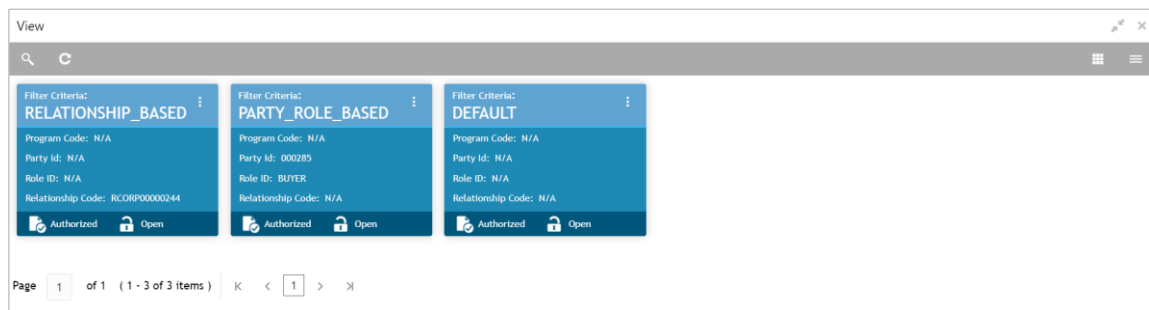 View
Filter Criteria:
RELATIONSHIP_BASED
Program Code: N/A
Party Id: N/A
Role ID: N/A
Relationship Code: RCORP00000244
Authorized Open
Filter Criteria:
PARTY_ROLE_BASED
Program Code: N/A
Party Id: 000285
Role ID: BUYER
Relationship Code: N/A
Authorized Open
Filter Criteria:
DEFAULT
Program Code: N/A
Party Id: N/A
Role ID: N/A
Relationship Code: N/A
Authorized Open
Page 1 of 1 ( 1 - 3 of 3 items ) 1